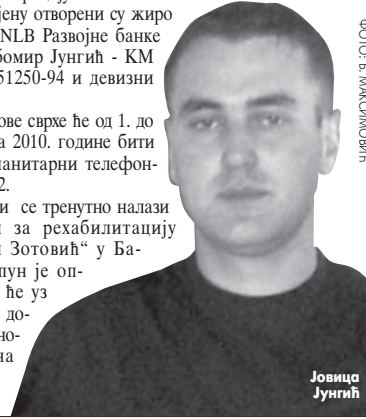 јену отворени су жиро
NLB Развојне банке
бомир Јунгић - КМ
51250-94 и девизни
ове сврхе ће од 1. до
а 2010. године бити
манитарни телефон-
2.
и се тренутно налази
за рехабилитацију
Зотовић“ у Ба-
пун је оп-
ће уз
до-
но-
на
Јовица
Јунгић
ФОТО: Б. МАКСИМОВИЋ